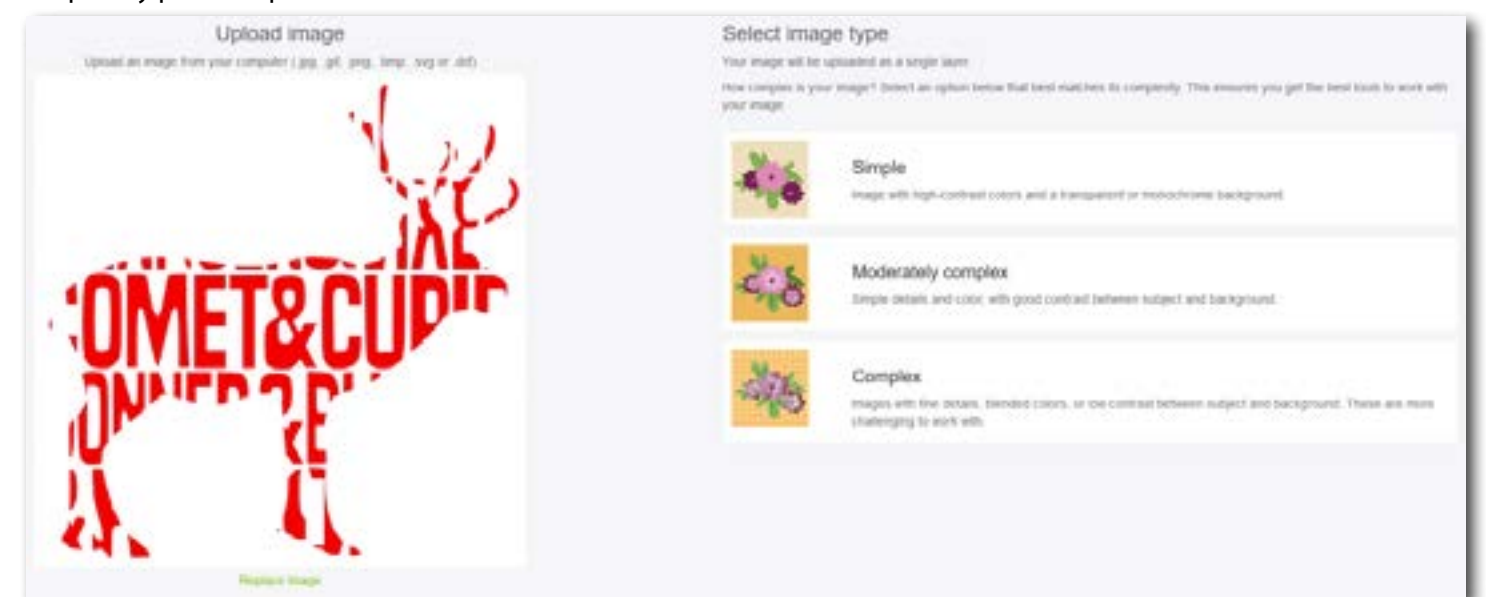 Upload image
Upload an image from your computer (.jpg, .gif, .png, .bmp, .svg or .dxf)
OMET&CUPI
Replace image
Select image type
Your image will be uploaded as a single layer
How complex is your image? Select an option below that best matches its complexity. This ensures you get the best tools to work with
your image
Simple
Image with high-contrast colors and a transparent or monochrome background.
Moderately complex
Simple details and color, with good contrast between subject and background.
Complex
Images with fine details, blended colors, or low contrast between subject and background. These are more
challenging to work with.